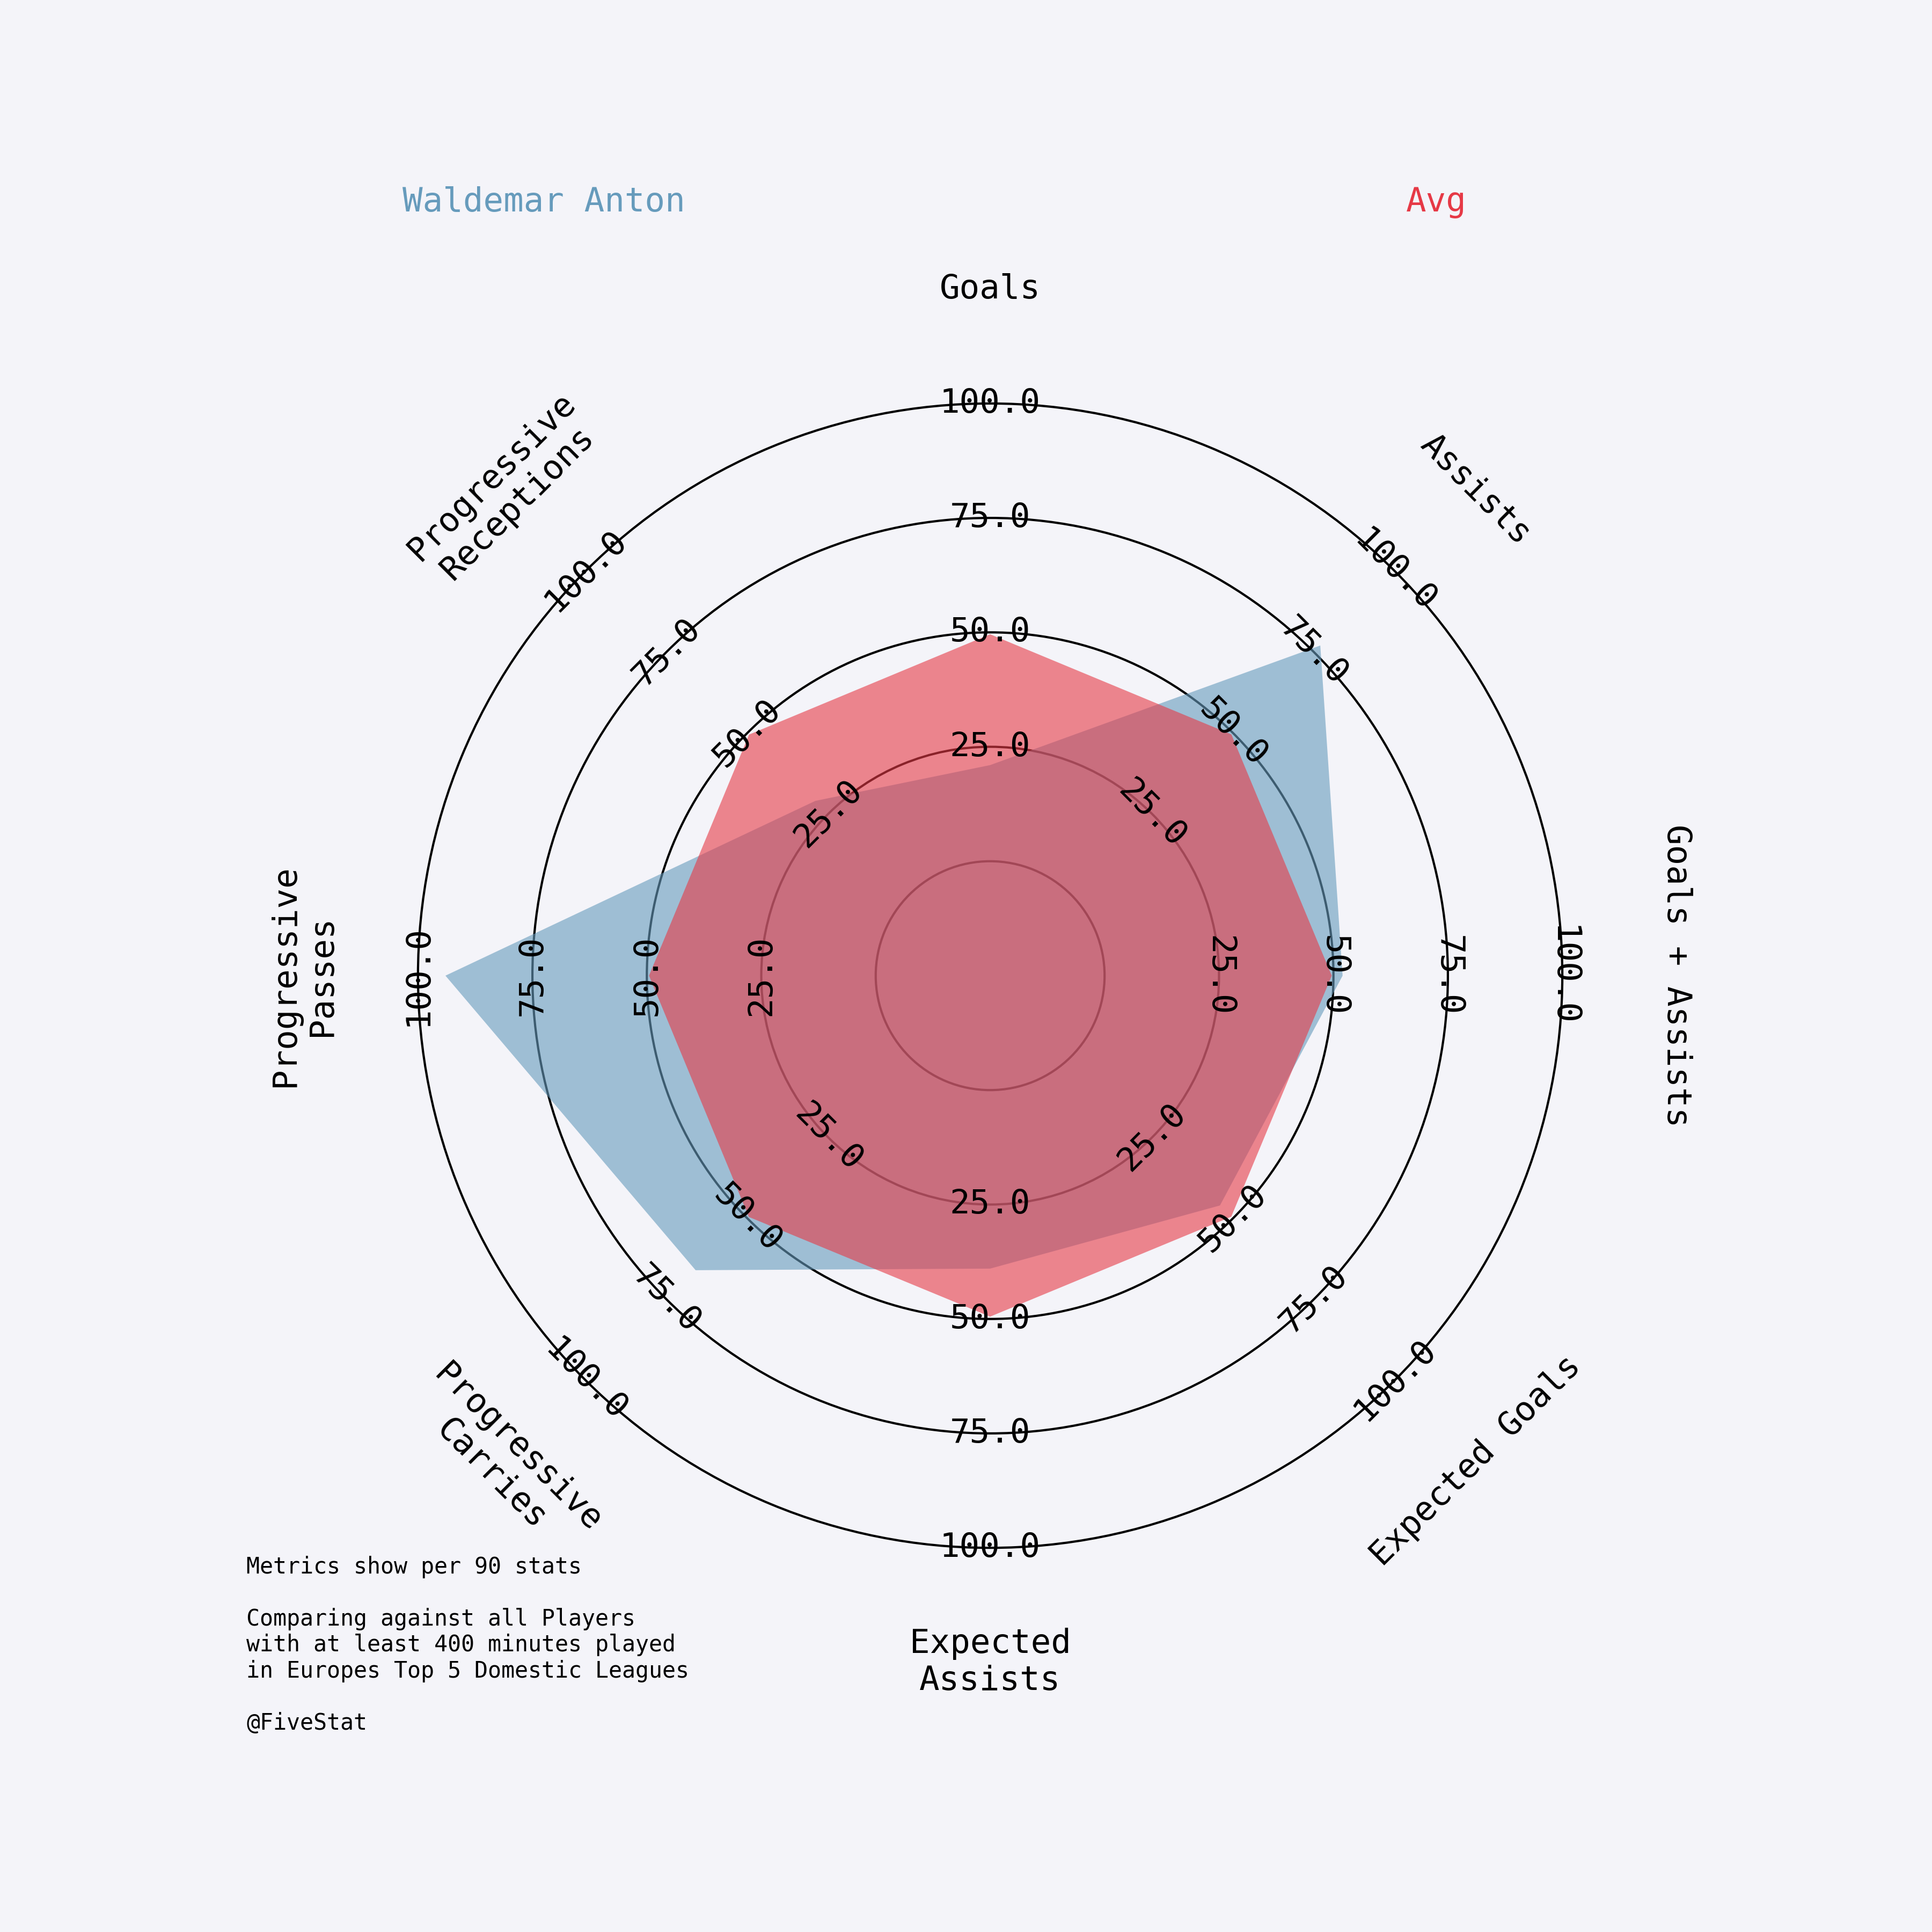 Waldemar Anton
Avg
Goals
Assists
Goals + Assists
Expected Goals
Expected
Assists
Progressive
Carries
Progressive
Passes
Progressive
Receptions
25.0
50.0
75.0
100.0
25.0
50.0
75.0
100.0
25.0
50.0
75.0
100.0
25.0
50.0
75.0
100.0
25.0
50.0
75.0
100.0
25.0
50.0
75.0
100.0
25.0
50.0
75.0
100.0
25.0
50.0
75.0
100.0
Metrics show per 90 stats
Comparing against all Players
with at least 400 minutes played
in Europes Top 5 Domestic Leagues
@FiveStat